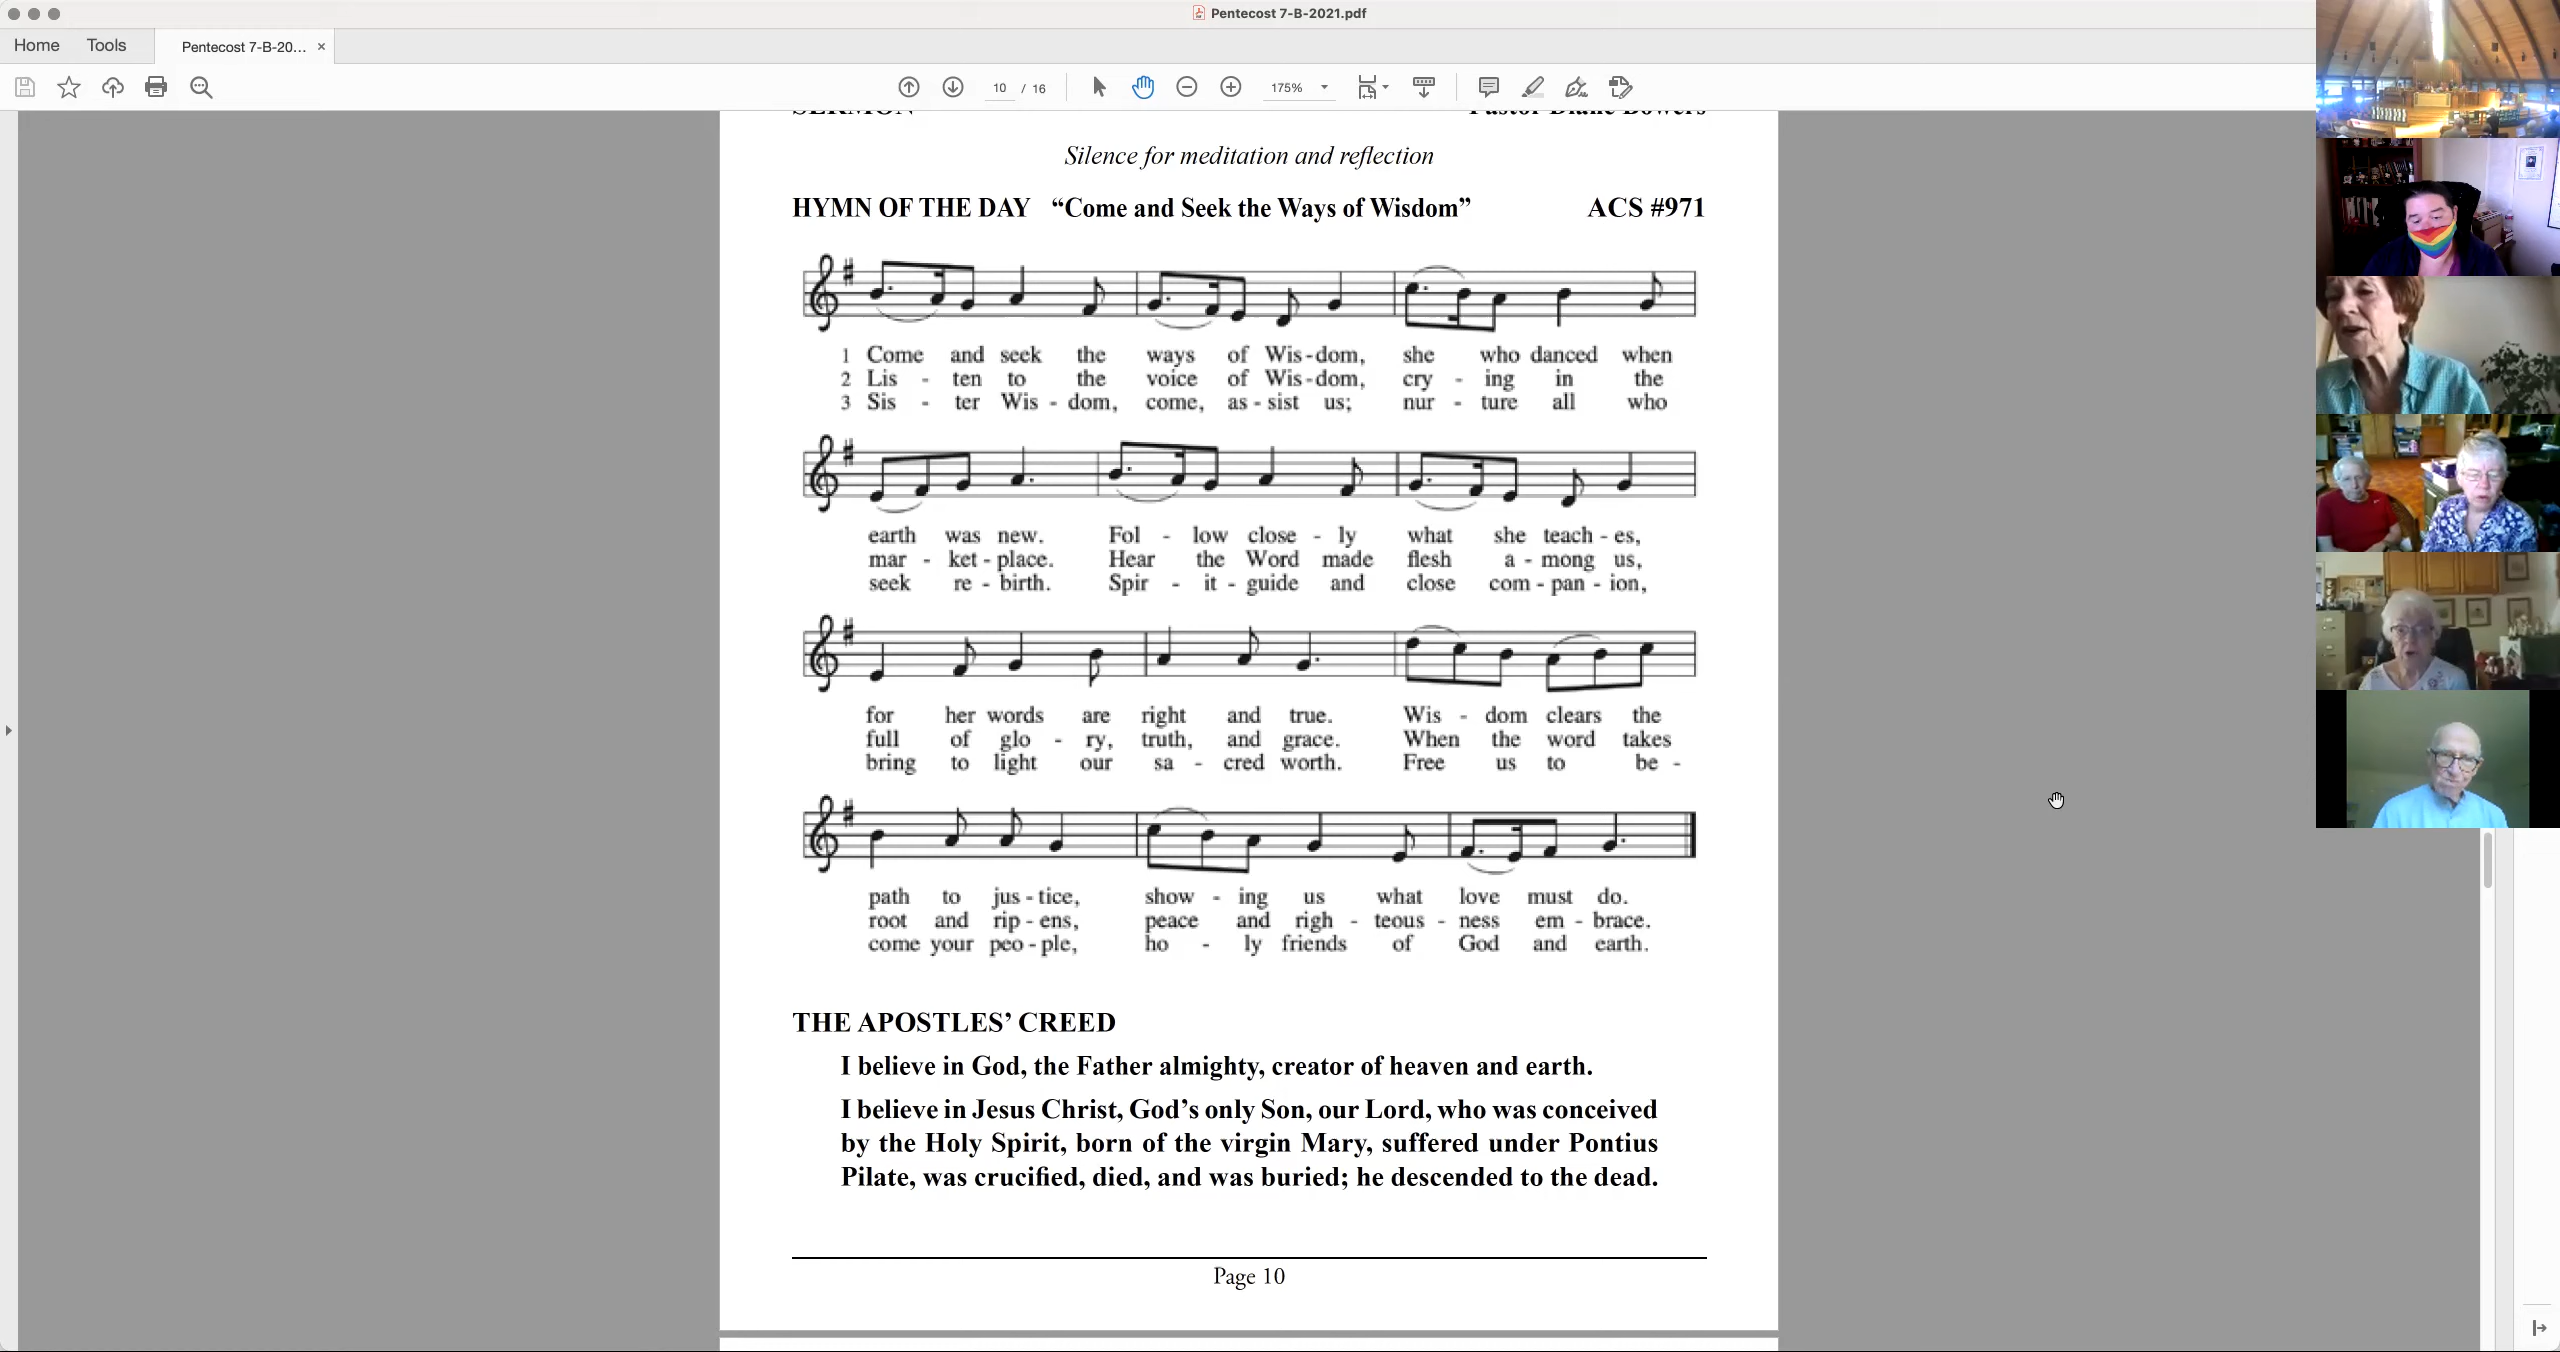 Pentecost 7-B-2021.pdf
Home Tools Pentecost 7-B-20... ×
10 / 16 175%
SERMON Pastor Diane Bowers
Silence for meditation and reflection
HYMN OF THE DAY “Come and Seek the Ways of Wisdom” ACS #971
1 Come and seek the ways of Wis - dom, she who danced when
2 Lis - ten to the voice of Wis - dom, cry - ing in the
3 Sis - ter Wis - dom, come, as - sist us; nur - ture all who
earth was new. Fol - low close - ly what she teach - es,
mar - ket - place. Hear the Word made flesh a - mong us,
seek re - birth. Spir - it - guide and close com - pan - ion,
for her words are right and true. Wis - dom clears the
full of glo - ry, truth, and grace. When the word takes
bring to light our sa - cred worth. Free us to be -
path to jus - tice, show - ing us what love must do.
root and rip - ens, peace and righ - teous - ness em - brace.
come your peo - ple, ho - ly friends of God and earth.
THE APOSTLES’ CREED
I believe in God, the Father almighty, creator of heaven and earth.
I believe in Jesus Christ, God’s only Son, our Lord, who was conceived
by the Holy Spirit, born of the virgin Mary, suffered under Pontius
Pilate, was crucified, died, and was buried; he descended to the dead.
Page 10